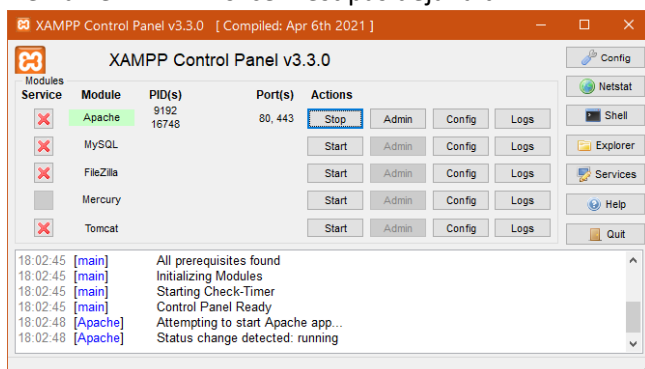 XAMPP Control Panel v3.3.0 [ Compiled: Apr 6th 2021 ]
XAMPP Control Panel v3.3.0
Config
Modules
Service Module PID(s) Port(s) Actions
Netstat
Apache 9192 16748 80, 443 Stop Admin Config Logs
Shell
MySQL Start Admin Config Logs
Explorer
FileZilla Start Admin Config Logs
Services
Mercury Start Admin Config Logs
Help
Tomcat Start Admin Config Logs
Quit
18:02:45 [main] All prerequisites found
18:02:45 [main] Initializing Modules
18:02:45 [main] Starting Check-Timer
18:02:45 [main] Control Panel Ready
18:02:48 [Apache] Attempting to start Apache app...
18:02:48 [Apache] Status change detected: running